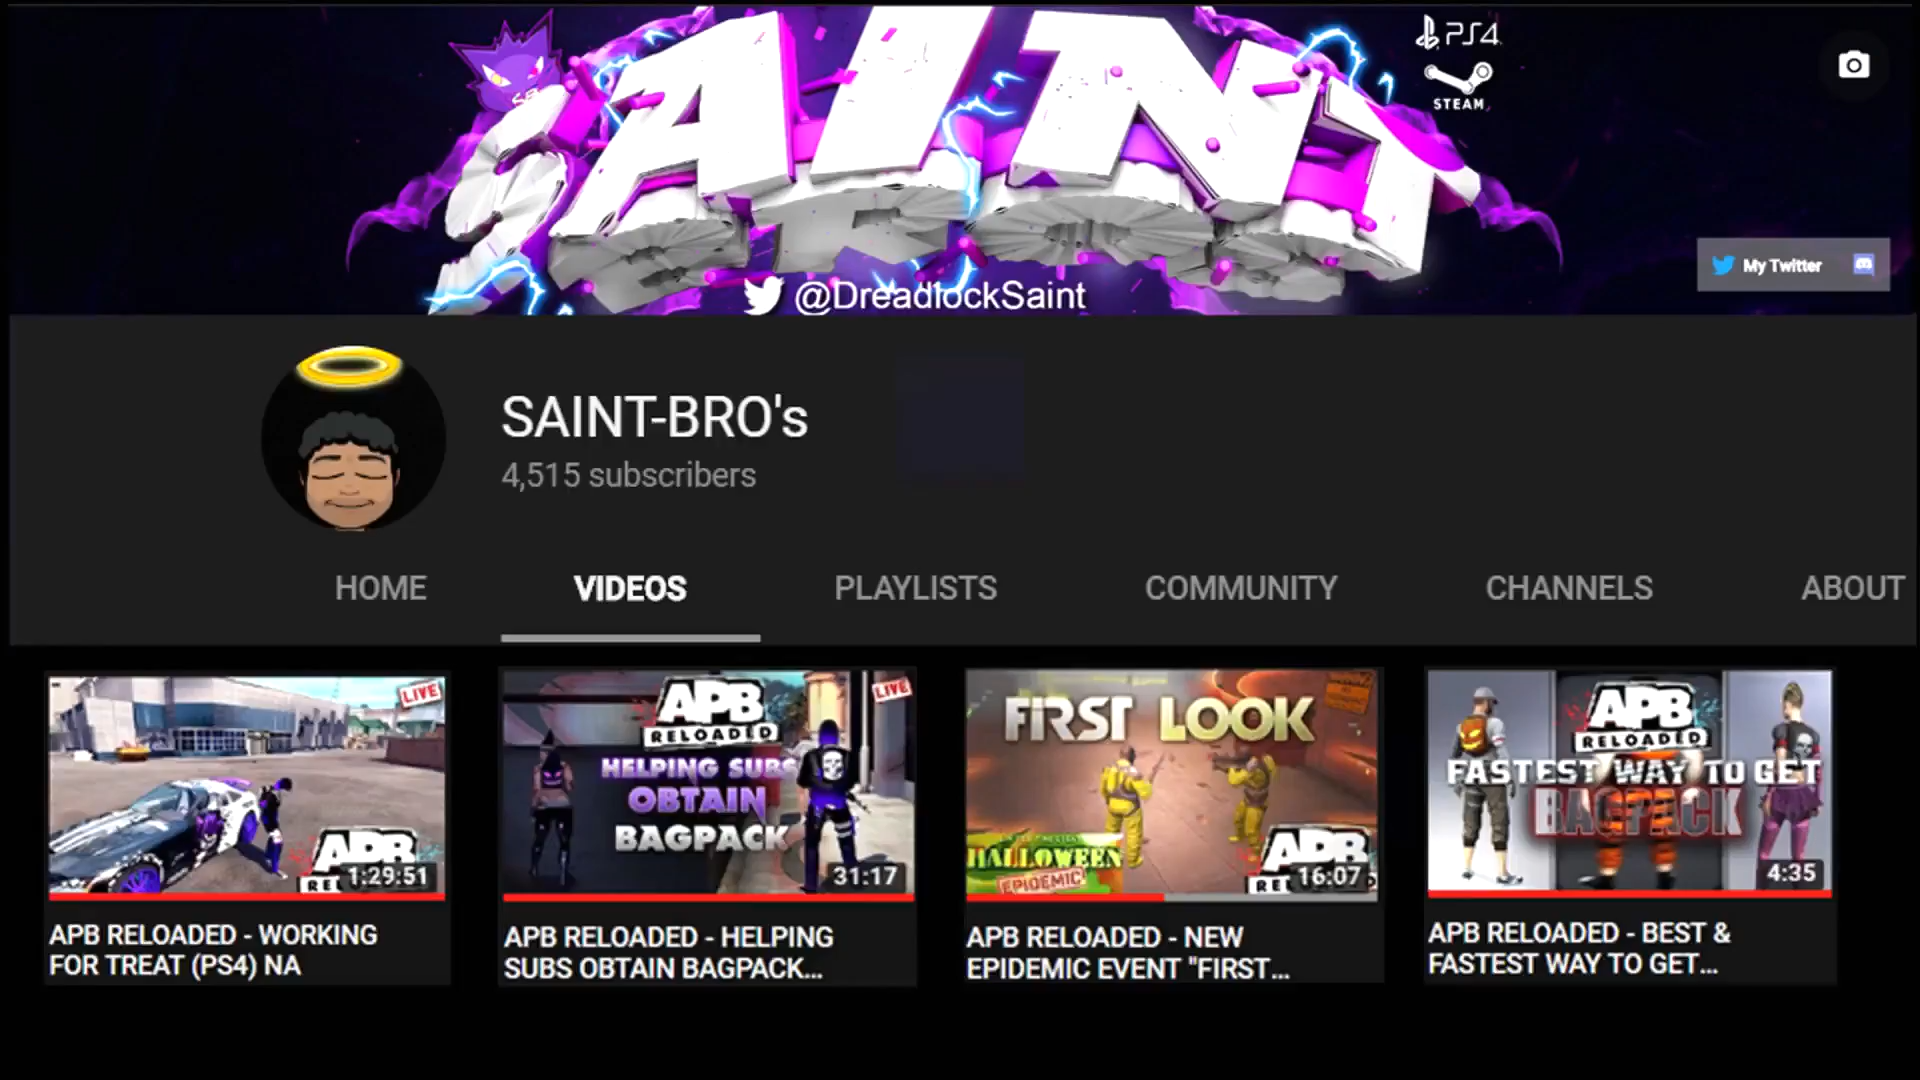 SAINT
PS4
STEAM
My Twitter
@DreadlockSaint
SAINT-BRO's
4,515 subscribers
HOME
VIDEOS
PLAYLISTS
COMMUNITY
CHANNELS
ABOUT
LIVE
APB
1:29:51
APB RELOADED - WORKING
FOR TREAT (PS4) NA
LIVE
APB
RELOADED
HELPING SUBS
OBTAIN
BAGPACK
31:17
APB RELOADED - HELPING
SUBS OBTAIN BAGPACK...
FIRST LOOK
HALLOWEEN
EPIDEMIC
APB
16:07
APB RELOADED - NEW
EPIDEMIC EVENT "FIRST...
APB
RELOADED
FASTEST WAY TO GET
BAGPACK
4:35
APB RELOADED - BEST &
FASTEST WAY TO GET...